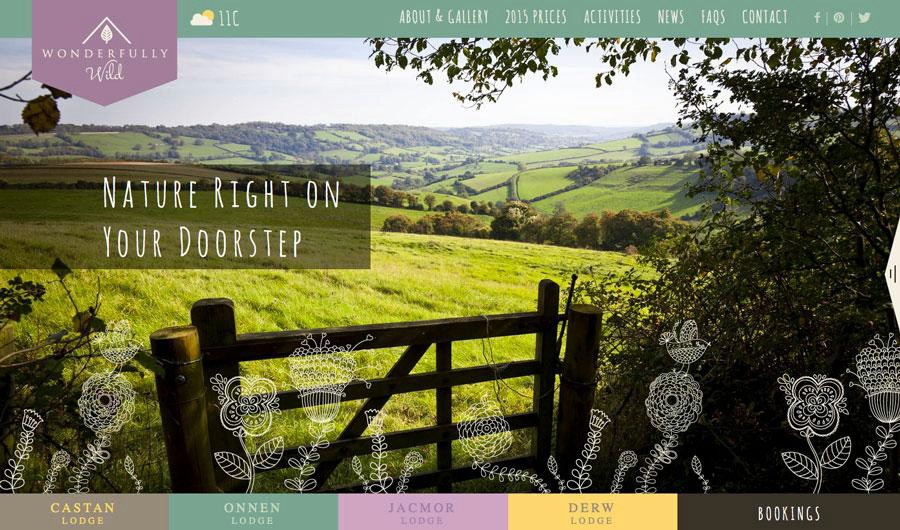 WONDERFULLY
Wild
11C
ABOUT & GALLERY 2015 PRICES ACTIVITIES NEWS FAQS CONTACT
Nature Right on
Your Doorstep
CASTAN
LODGE
ONNEN
LODGE
JACMOR
LODGE
DERW
LODGE
BOOKINGS